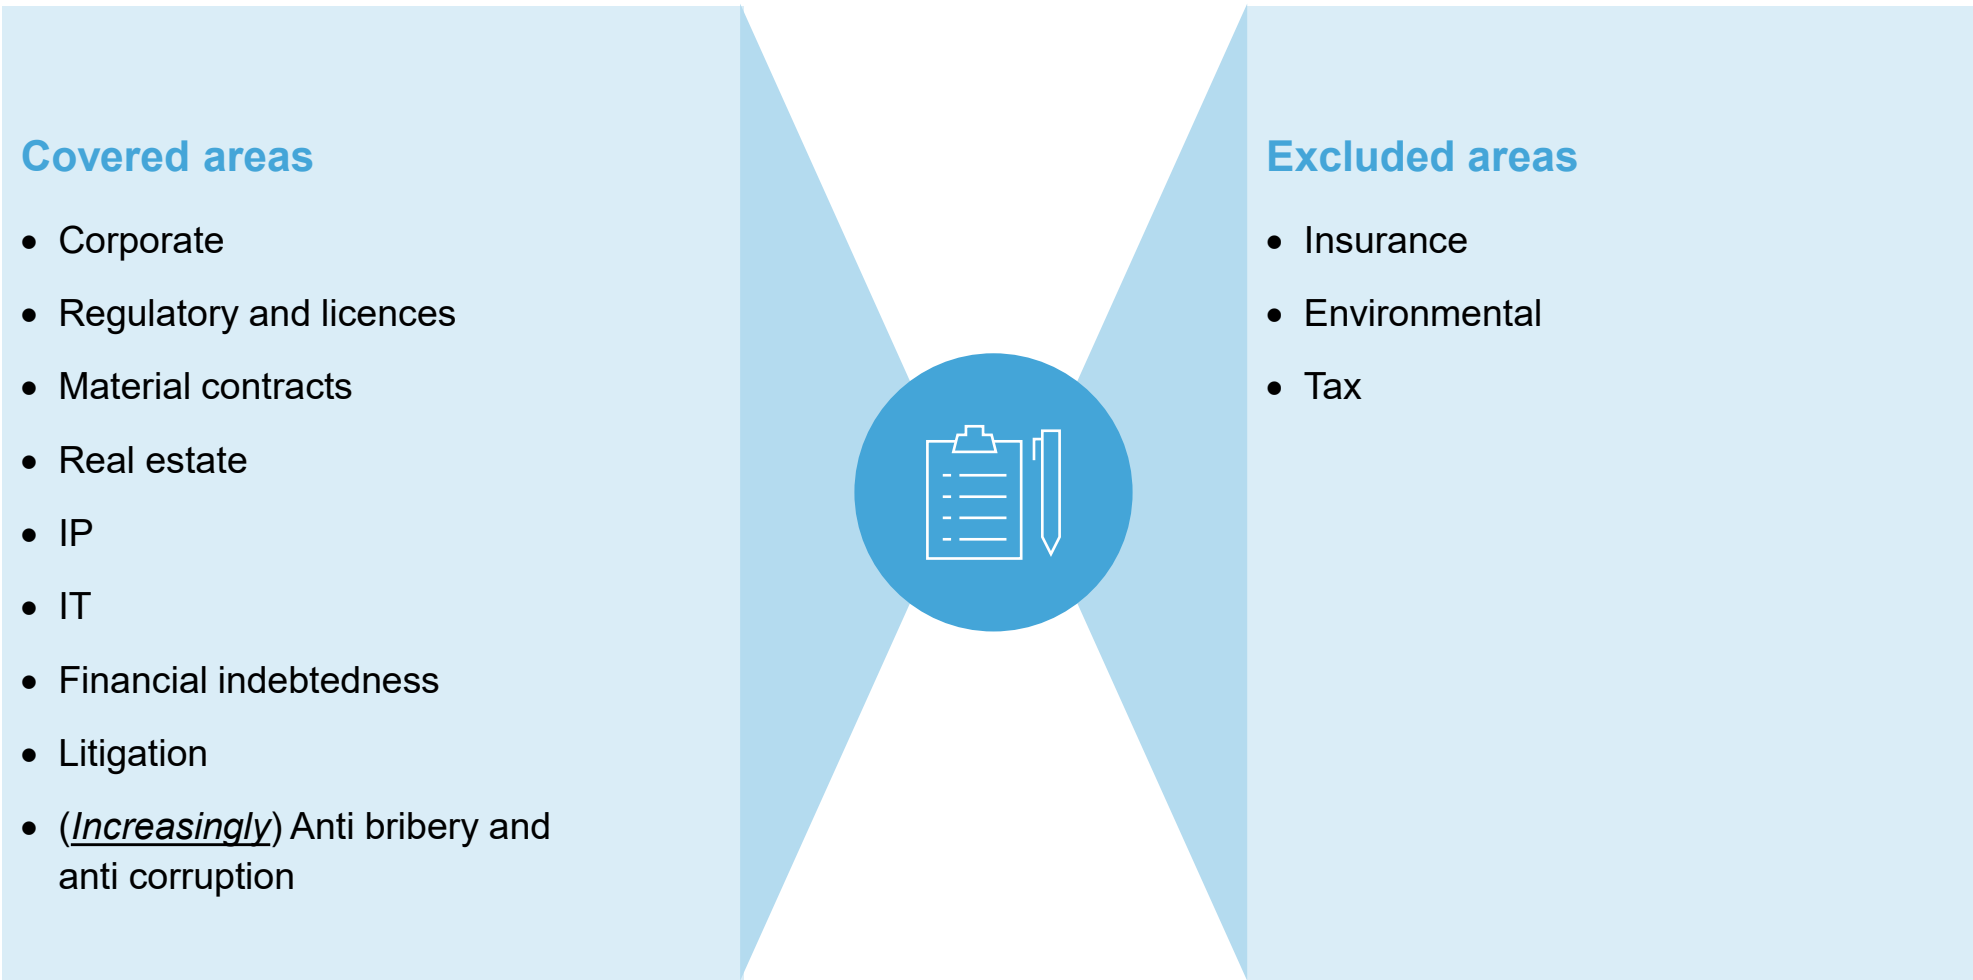 Covered areas
• Corporate
• Regulatory and licences
• Material contracts
• Real estate
• IP
• IT
• Financial indebtedness
• Litigation
• (Increasingly) Anti bribery and
anti corruption
Excluded areas
• Insurance
• Environmental
• Tax